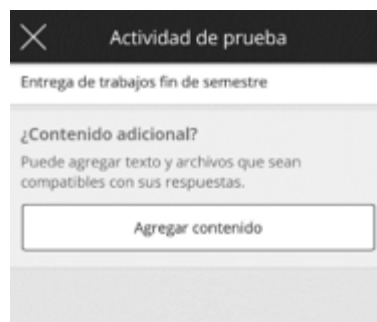 Actividad de prueba
Entrega de trabajos fin de semestre
¿Contenido adicional?
Puede agregar texto y archivos que sean
compatibles con sus respuestas.
Agregar contenido